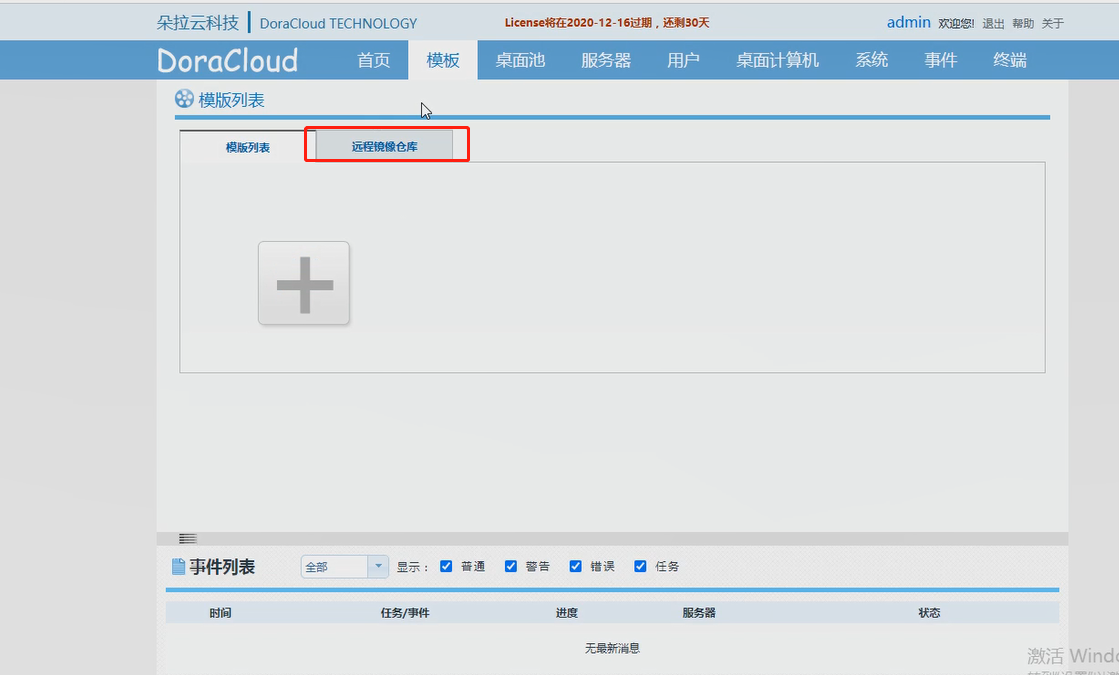 朵拉云科技 DoraCloud TECHNOLOGY License将在2020-12-16过期，还剩30天 admin 欢迎您! 退出 帮助 关于
DoraCloud 首页 模板 桌面池 服务器 用户 桌面计算机 系统 事件 终端
模版列表
模版列表 远程镜像仓库
事件列表 全部 显示： 普通 警告 错误 任务
时间 任务/事件 进度 服务器 状态
无最新消息
激活 Windo